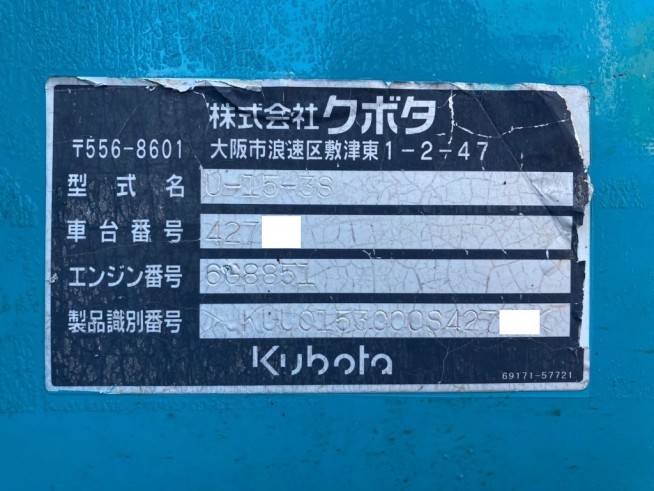 株式会社 クボタ
〒556-8601 大阪市浪速区敷津東1-2-47
型式名 U-15-3S
車台番号 427
エンジン番号 6G8851
製品識別番号 KUU0153000S427
Kubota
69171-57721